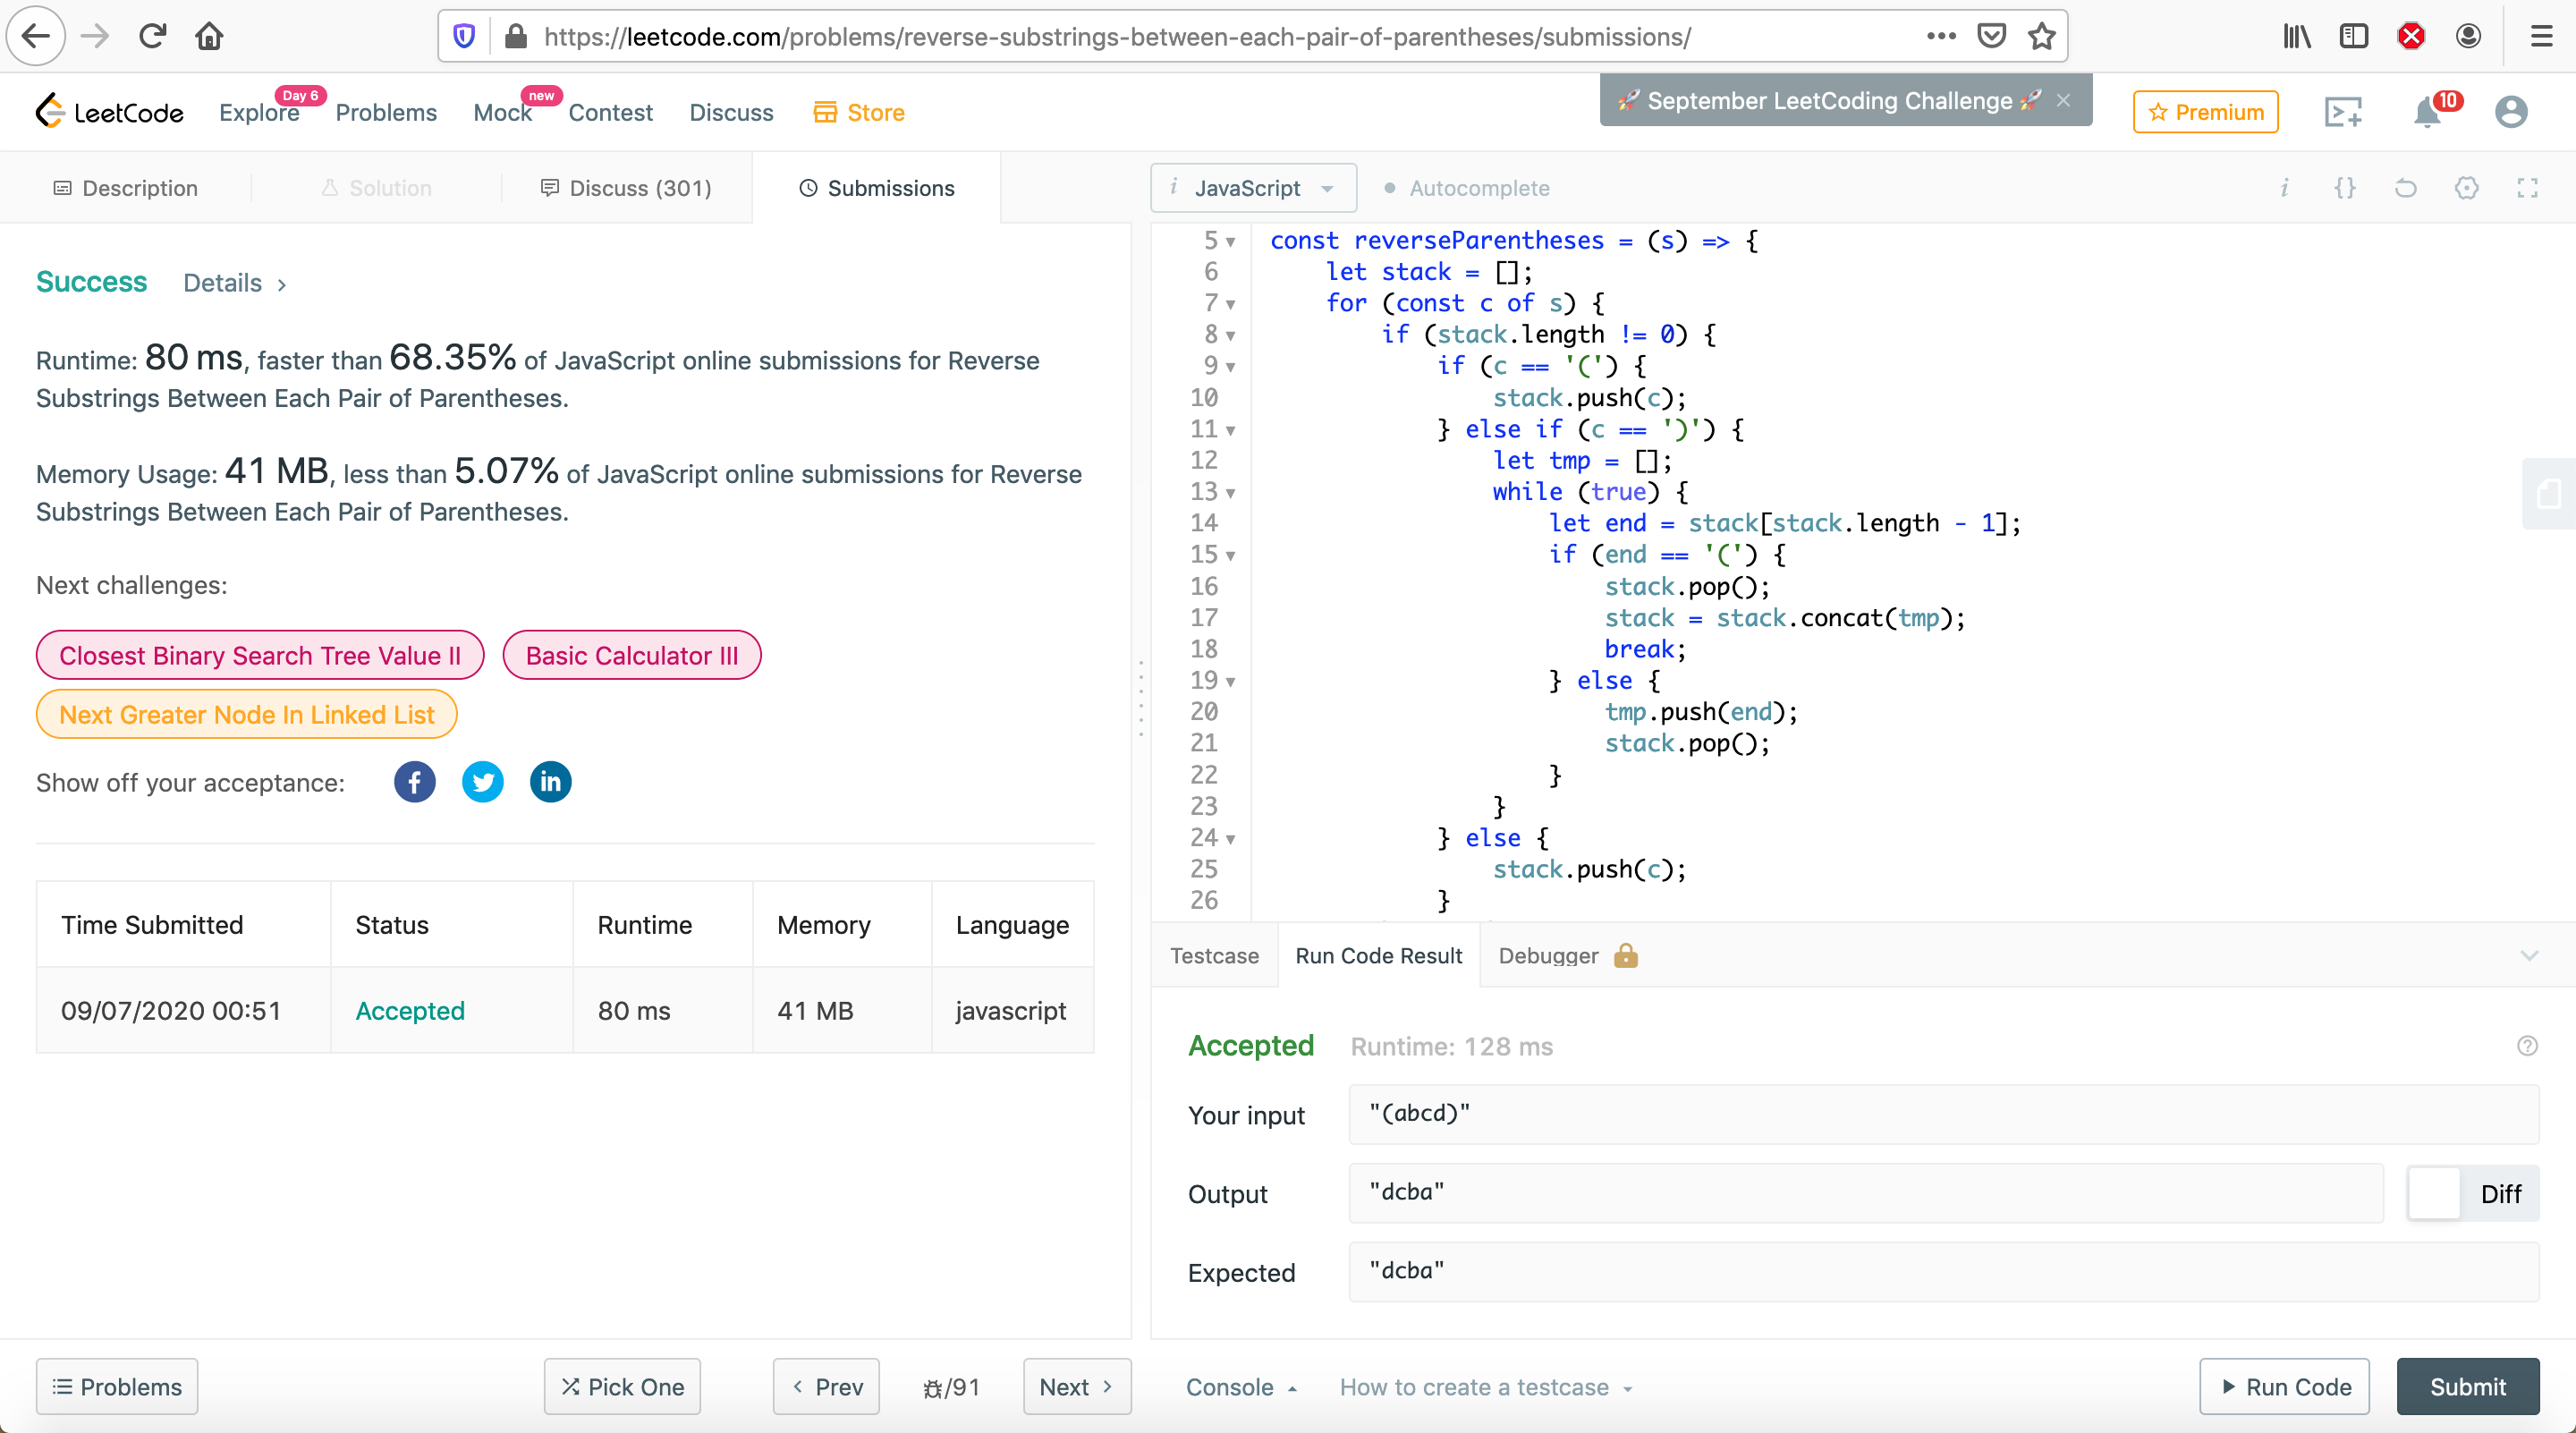 https://leetcode.com/problems/reverse-substrings-between-each-pair-of-parentheses/submissions/
LeetCode
Explore
Day 6
Problems
Mock
new
Contest
Discuss
Store
🚀 September LeetCoding Challenge 🚀 ×
Premium
10
Description
Solution
Discuss (301)
Submissions
i JavaScript
Autocomplete
i {}
Success
Details >
Runtime: 80 ms, faster than 68.35% of JavaScript online submissions for Reverse
Substrings Between Each Pair of Parentheses.
Memory Usage: 41 MB, less than 5.07% of JavaScript online submissions for Reverse
Substrings Between Each Pair of Parentheses.
Next challenges:
Closest Binary Search Tree Value II
Basic Calculator III
Next Greater Node In Linked List
Show off your acceptance:
f
in
Time Submitted Status Runtime Memory Language
09/07/2020 00:51 Accepted 80 ms 41 MB javascript
5 const reverseParentheses = (s) => {
6 let stack = [];
7 for (const c of s) {
8 if (stack.length != 0) {
9 if (c == '(') {
10 stack.push(c);
11 } else if (c == ')') {
12 let tmp = [];
13 while (true) {
14 let end = stack[stack.length - 1];
15 if (end == '(') {
16 stack.pop();
17 stack = stack.concat(tmp);
18 break;
19 } else {
20 tmp.push(end);
21 stack.pop();
22 }
23 }
24 } else {
25 stack.push(c);
26 }
Testcase
Run Code Result
Debugger
Accepted Runtime: 128 ms
Your input "(abcd)"
Output "dcba"
Diff
Expected "dcba"
Problems
Pick One
< Prev
/91
Next >
Console
How to create a testcase
Run Code
Submit